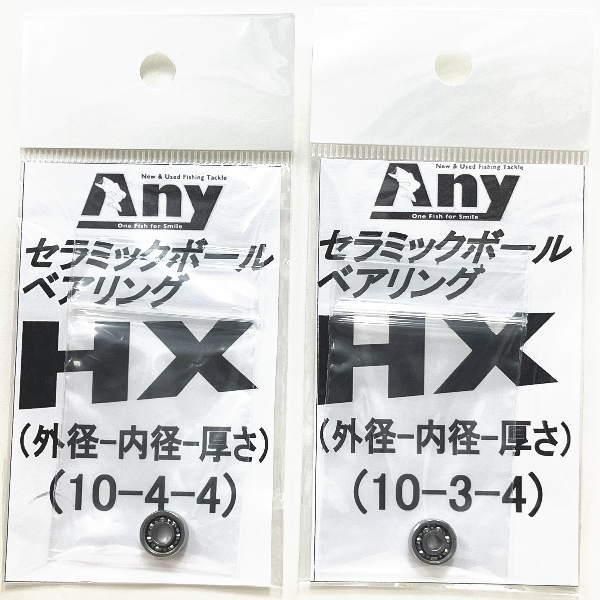 New & Used Fishing Tackle
Any
One Fish for Smile
セラミックボール
ベアリング
HX
(外径-内径-厚さ)
(10-4-4)
New & Used Fishing Tackle
Any
One Fish for Smile
セラミックボール
ベアリング
HX
(外径-内径-厚さ)
(10-3-4)